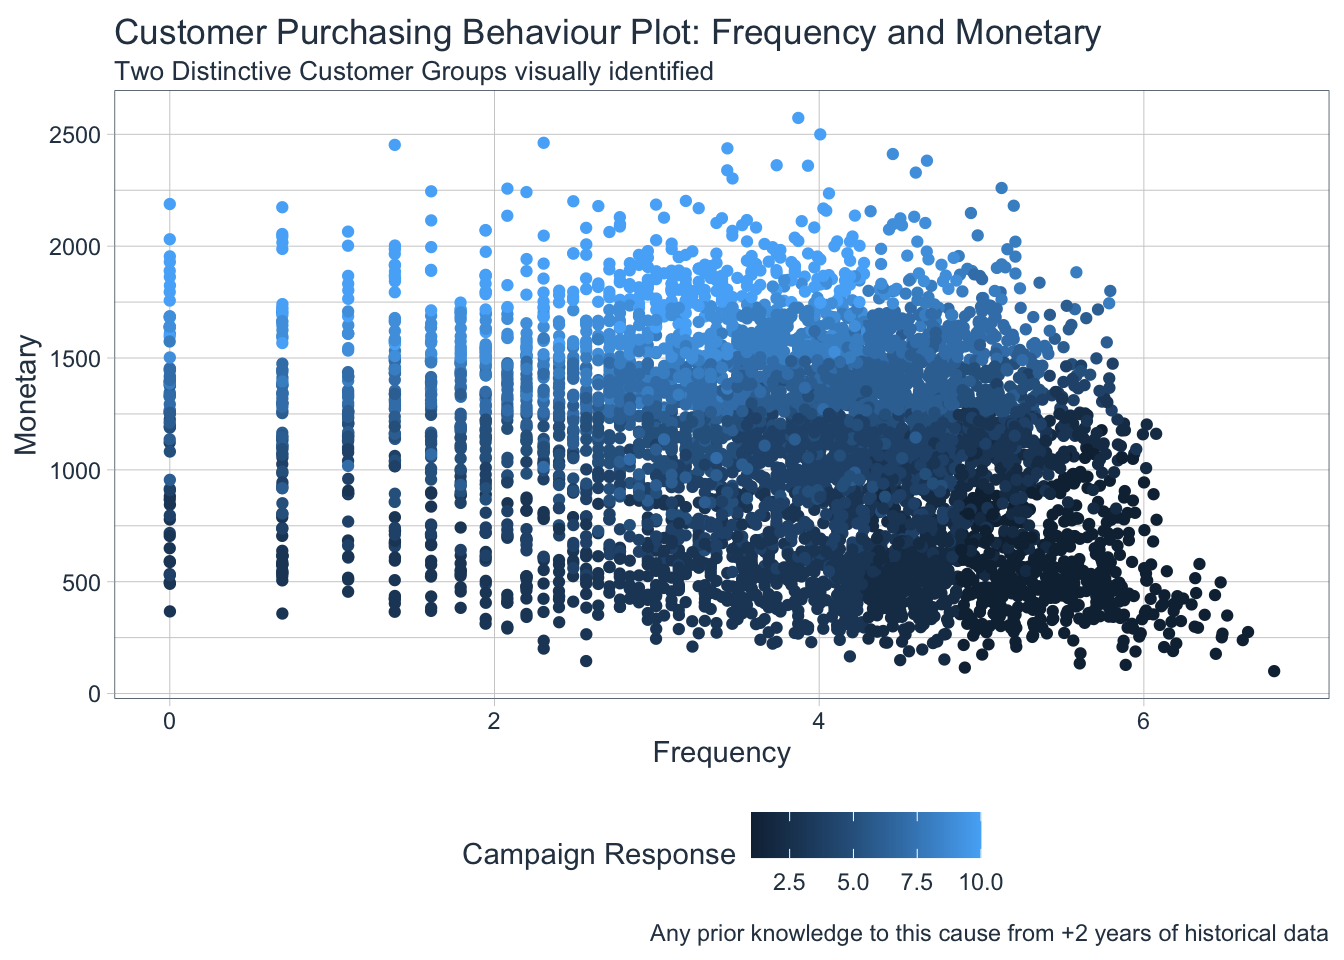 Customer Purchasing Behaviour Plot: Frequency and Monetary
Two Distinctive Customer Groups visually identified
2500
2000
1500
1000
500
0
Monetary
0 2 4 6
Frequency
Campaign Response
2.5 5.0 7.5 10.0
Any prior knowledge to this cause from +2 years of historical data